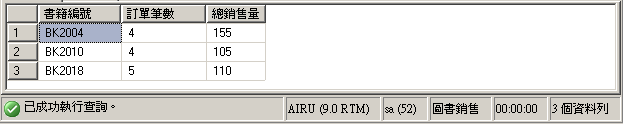 書籍編號 訂單筆數 總銷售量
1 BK2004 4 155
2 BK2010 4 105
3 BK2018 5 110
已成功執行查詢。 AIRU (9.0 RTM) sa (52) 圖書銷售 00:00:00 3 個資料列